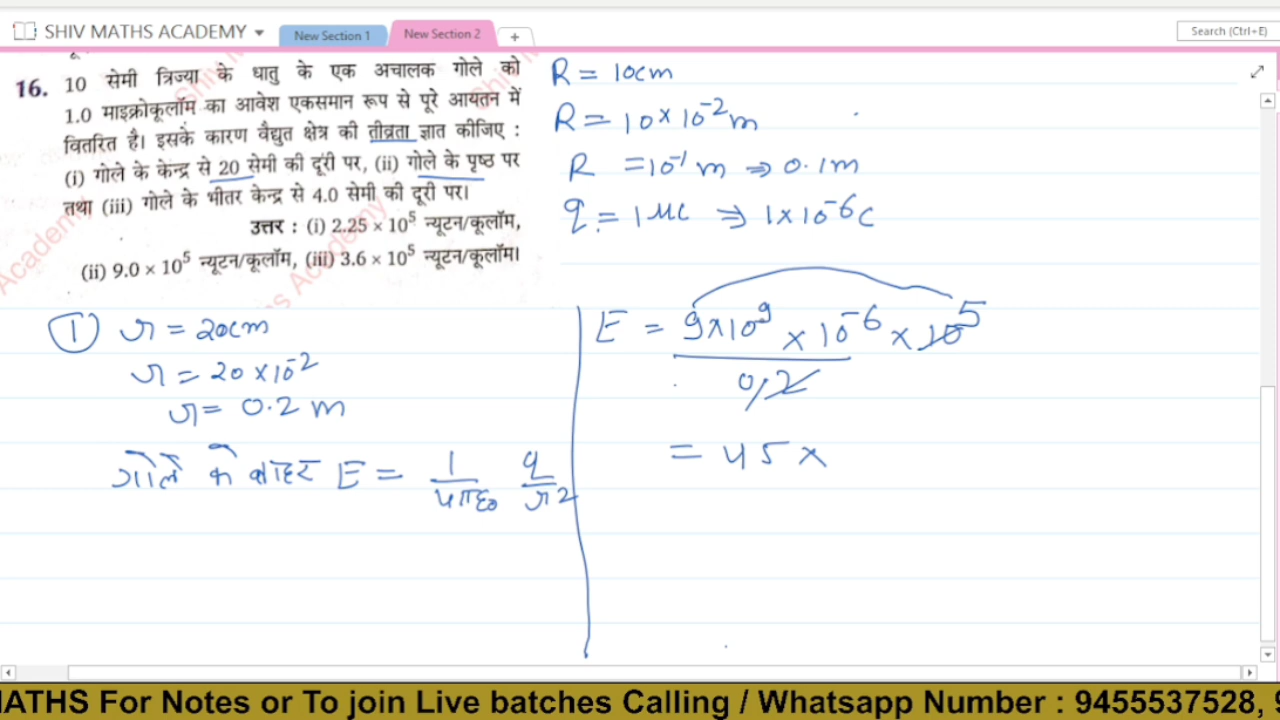 SHIV MATHS ACADEMY
New Section 1
New Section 2
+
Search (Ctrl+E)
16. 10 सेमी त्रिज्या के धातु के एक अचालक गोले को
1.0 माइक्रोकूलॉम का आवेश एकसमान रूप से पूरे आयतन में
वितरित है। इसके कारण वैद्युत क्षेत्र की तीव्रता ज्ञात कीजिए :
(i) गोले के केन्द्र से 20 सेमी की दूरी पर, (ii) गोले के पृष्ठ पर
तथा (iii) गोले के भीतर केन्द्र से 4.0 सेमी की दूरी पर।
उत्तर : (i) 2.25 × 10⁵ न्यूटन/कूलॉम,
(ii) 9.0 × 10⁵ न्यूटन/कूलॉम, (iii) 3.6 × 10⁵ न्यूटन/कूलॉम।
R = 10cm
R = 10×10⁻² m
R = 10⁻¹ m ⇒ 0.1m
q = 1 μC ⇒ 1×10⁻⁶ C
① r = 20cm
r = 20 ×10⁻²
r = 0.2 m
गोले के बाहर E = 1/4πε₀ q/r²
E = 9×10⁹ × 10⁻⁶ × 10 5
0.2
= 45 ×
MATHS For Notes or To join Live batches Calling / Whatsapp Number : 9455537528,